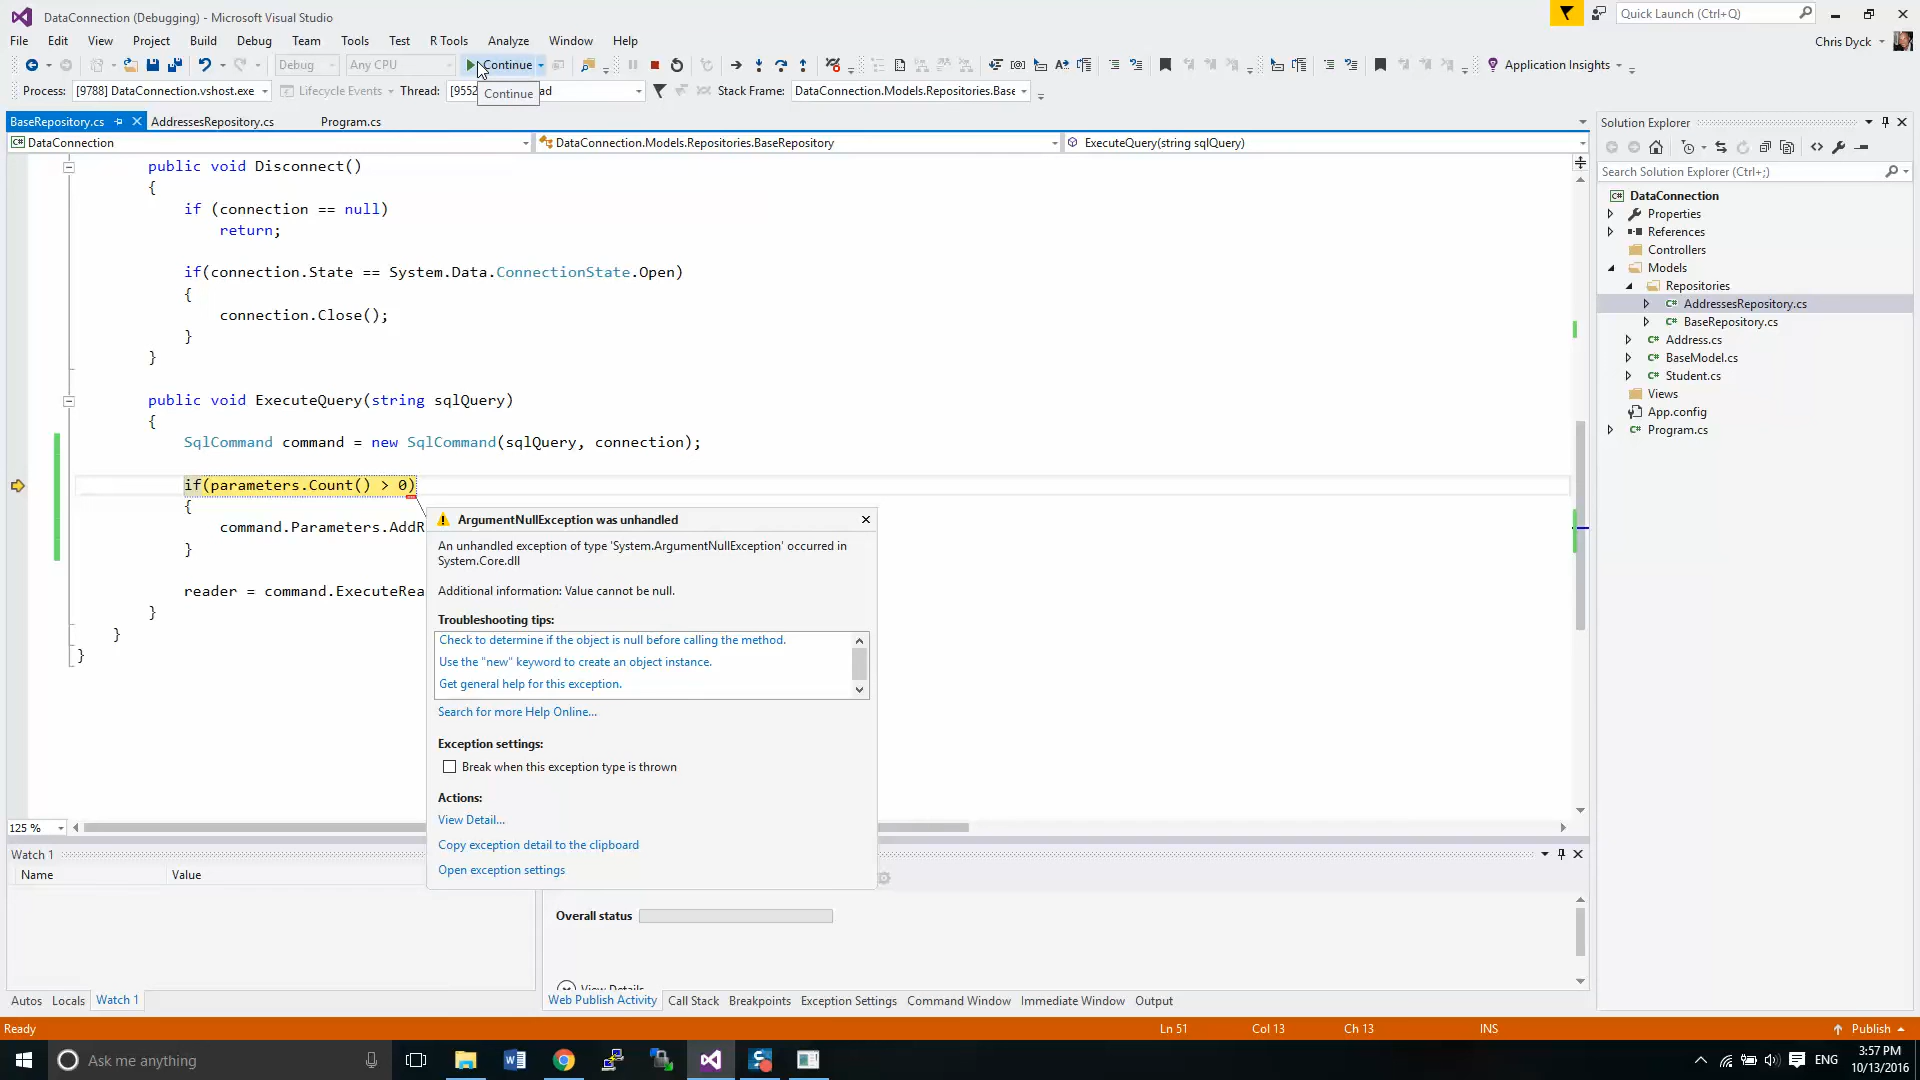 DataConnection (Debugging) - Microsoft Visual Studio
Quick Launch (Ctrl+Q)
File Edit View Project Build Debug Team Tools Test R Tools Analyze Window Help
Chris Dyck
Debug Any CPU Continue Application Insights
Process: [9788] DataConnection.vshost.exe Lifecycle Events Thread: [9552 ad Stack Frame: DataConnection.Models.Repositories.Base
Continue
BaseRepository.cs AddressesRepository.cs Program.cs
DataConnection DataConnection.Models.Repositories.BaseRepository ExecuteQuery(string sqlQuery)
public void Disconnect()
{
if (connection == null)
return;
if(connection.State == System.Data.ConnectionState.Open)
{
connection.Close();
}
}
public void ExecuteQuery(string sqlQuery)
{
SqlCommand command = new SqlCommand(sqlQuery, connection);
if(parameters.Count() > 0)
{
command.Parameters.AddR
}
reader = command.ExecuteRea
}
}
}
ArgumentNullException was unhandled
An unhandled exception of type 'System.ArgumentNullException' occurred in
System.Core.dll
Additional information: Value cannot be null.
Troubleshooting tips:
Check to determine if the object is null before calling the method.
Use the "new" keyword to create an object instance.
Get general help for this exception.
Search for more Help Online...
Exception settings:
Break when this exception type is thrown
Actions:
View Detail...
Copy exception detail to the clipboard
Open exception settings
125 %
Watch 1
Name Value
Overall status
View Details
Autos Locals Watch 1
Web Publish Activity Call Stack Breakpoints Exception Settings Command Window Immediate Window Output
Solution Explorer
Search Solution Explorer (Ctrl+;)
DataConnection
Properties
References
Controllers
Models
Repositories
AddressesRepository.cs
BaseRepository.cs
Address.cs
BaseModel.cs
Student.cs
Views
App.config
Program.cs
Ready Ln 51 Col 13 Ch 13 INS Publish
Ask me anything
ENG
3:57 PM
10/13/2016